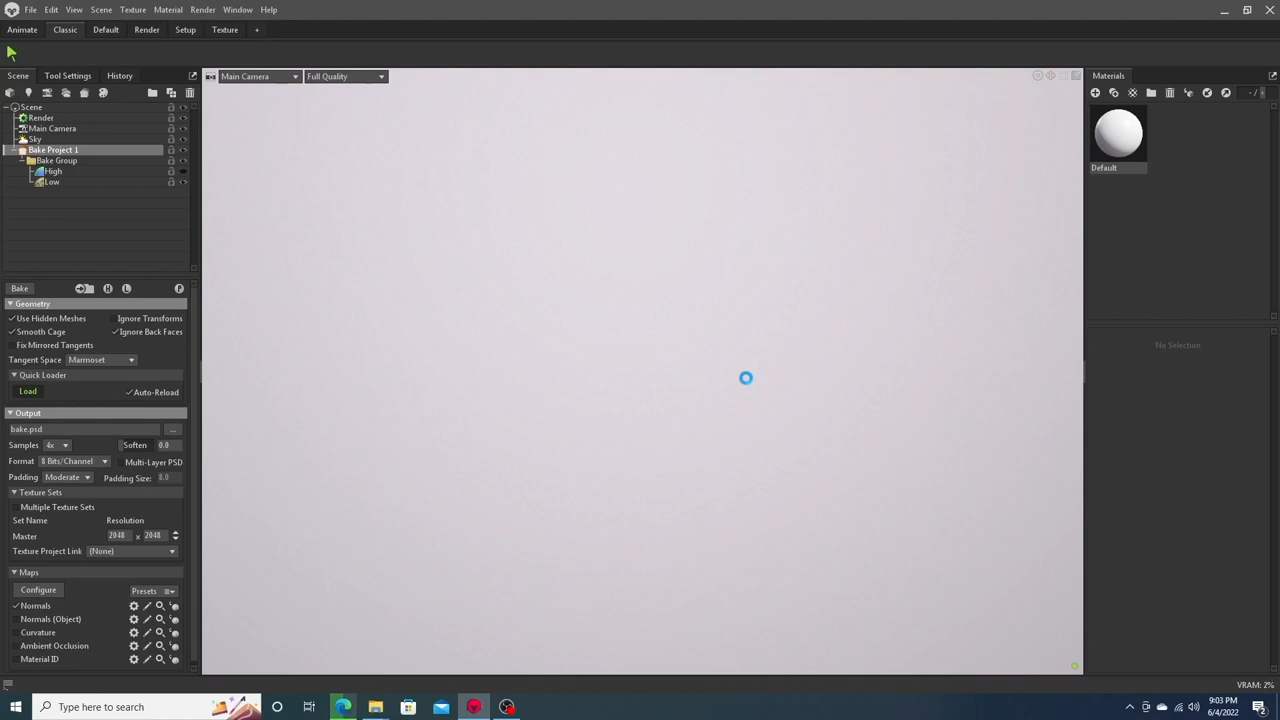 File Edit View Scene Texture Material Render Window Help
Animate Classic Default Render Setup Texture +
Scene Tool Settings History
Main Camera Full Quality
Materials
- /
Scene
Render
Main Camera
Sky
Bake Project 1
Bake Group
High
Low
Default
Bake H L P
Geometry
Use Hidden Meshes Ignore Transforms
Smooth Cage Ignore Back Faces
Fix Mirrored Tangents
Tangent Space Marmoset
Quick Loader
Load Auto-Reload
Output
bake.psd ...
Samples 4x Soften 0.0
Format 8 Bits/Channel Multi-Layer PSD
Padding Moderate Padding Size: 8.0
Texture Sets
Multiple Texture Sets
Set Name Resolution
Master 2048 x 2048
Texture Project Link (None)
Maps
Configure Presets
Normals
Normals (Object)
Curvature
Ambient Occlusion
Material ID
No Selection
VRAM: 2%
Type here to search
9:03 PM
6/4/2022
2